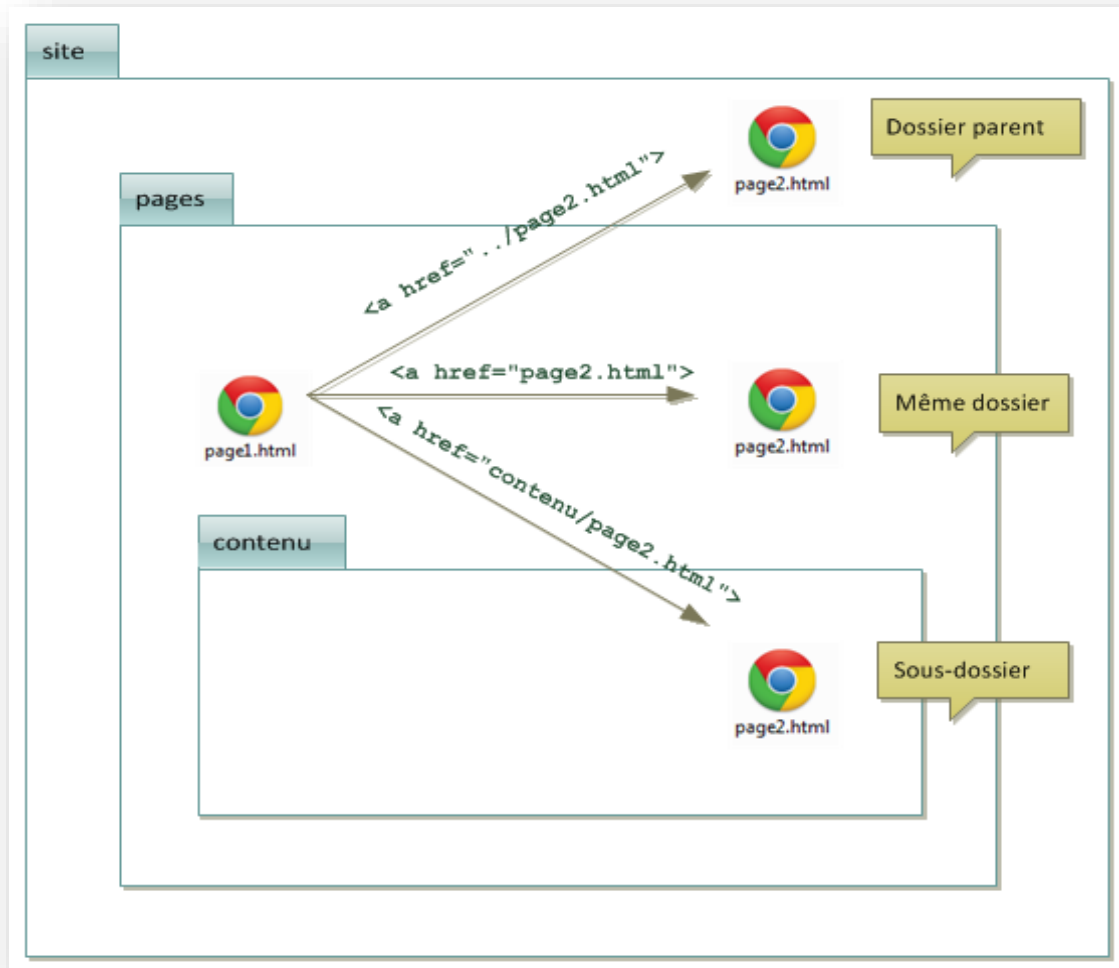 site
page2.html
Dossier parent
pages
<a href="../page2.html">
page1.html
<a href="page2.html">
page2.html
Même dossier
<a href="contenu/page2.html">
contenu
page2.html
Sous-dossier